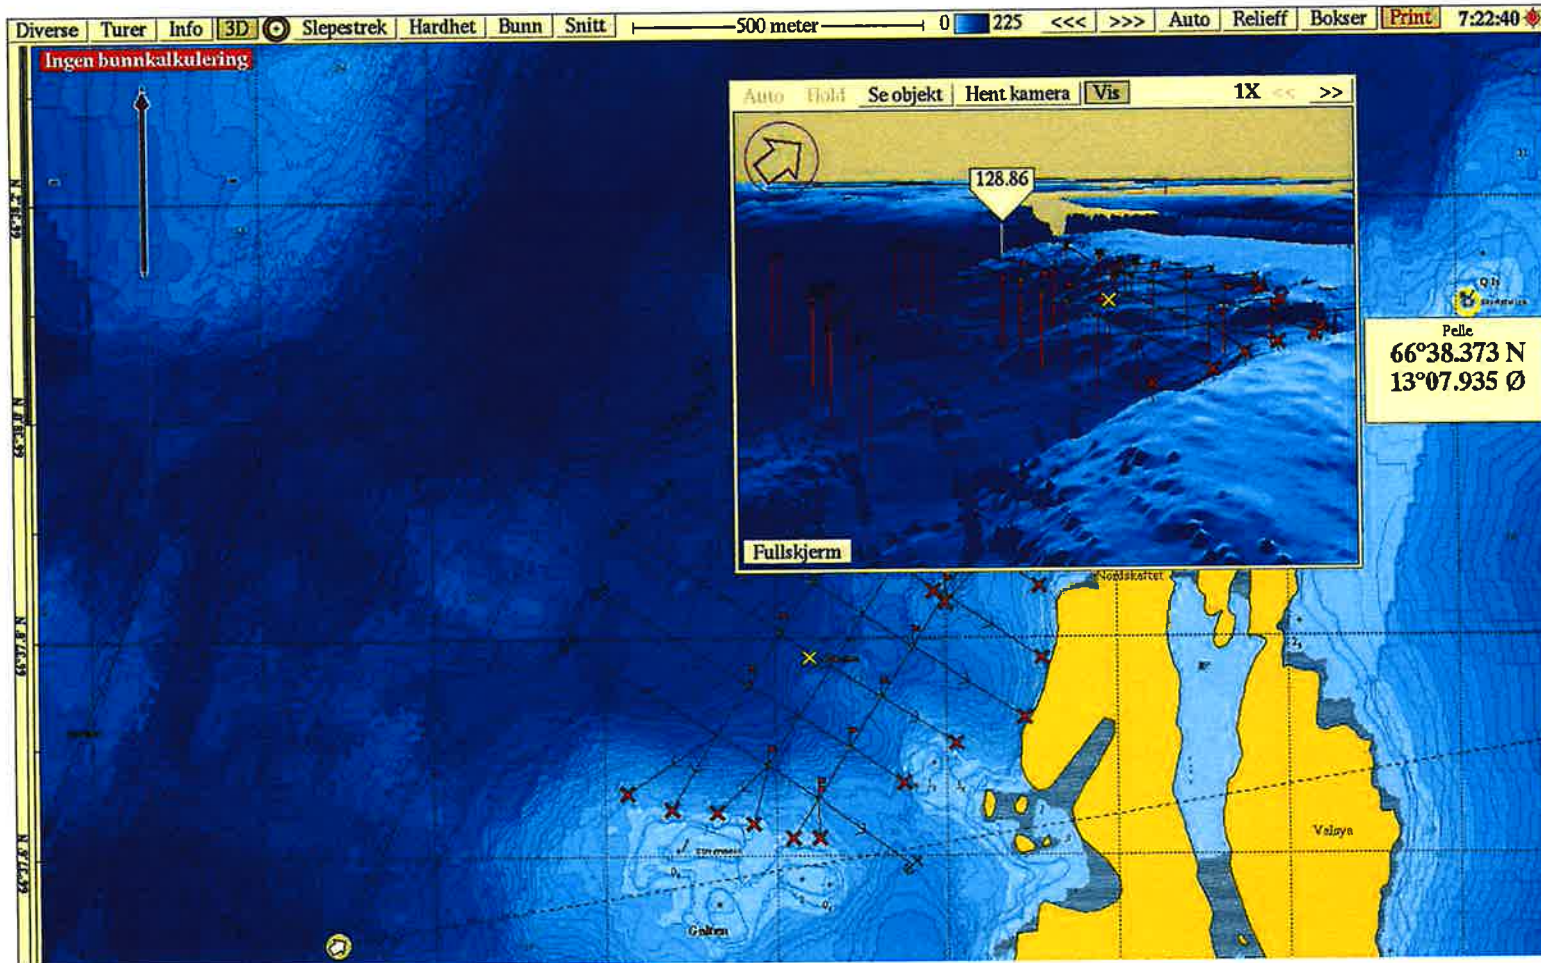 Diverse Turer Info 3D Slepestrek Hardhet Bunn Snitt 500 meter 0 225 <<< >>> Auto Relieff Bokser Print 7:22:40
Ingen bunnkalkulering
Auto Hold Se objekt Hent kamera Vis 1X << >>
128.86
Fullskjerm
Pelle
66°38.373 N
13°07.935 Ø
Nordskaftet
Valøya
Galten